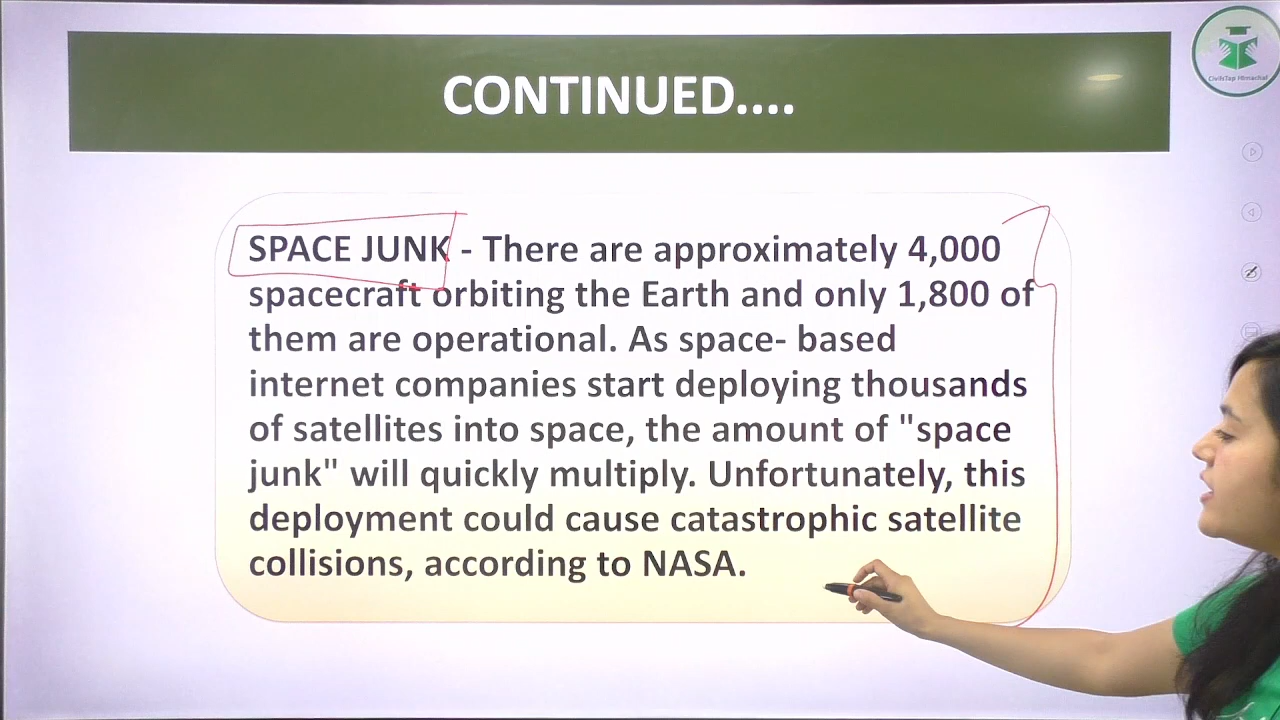 CONTINUED....
CivilsTap Himachal
SPACE JUNK - There are approximately 4,000
spacecraft orbiting the Earth and only 1,800 of
them are operational. As space- based
internet companies start deploying thousands
of satellites into space, the amount of "space
junk" will quickly multiply. Unfortunately, this
deployment could cause catastrophic satellite
collisions, according to NASA.